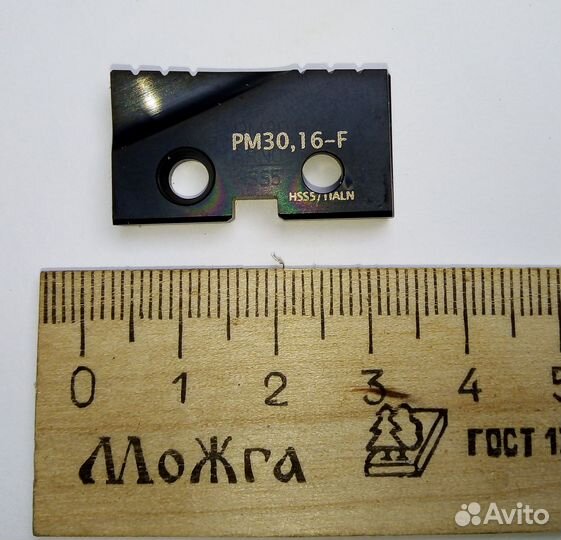 PM30,16-F
HSS5/TiALN
0 1 2 3 4 5
МоЖга
ГОСТ 1
Avito